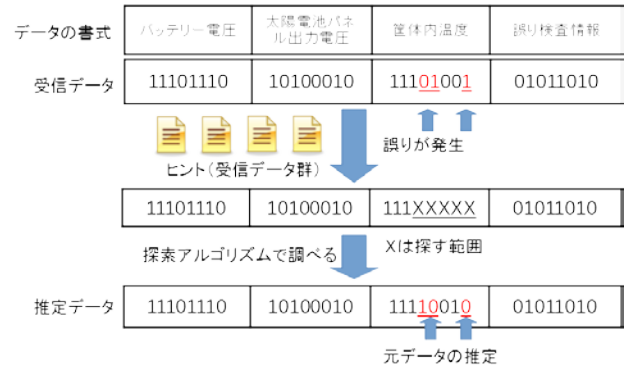 データの書式
バッテリー電圧
太陽電池パネ
ル出力電圧
筐体内温度
誤り検査情報
受信データ
11101110
10100010
11101001
01011010
ヒント(受信データ群)
誤りが発生
11101110
10100010
111XXXXX
01011010
探索アルゴリズムで調べる
Xは探す範囲
推定データ
11101110
10100010
11110010
01011010
元データの推定